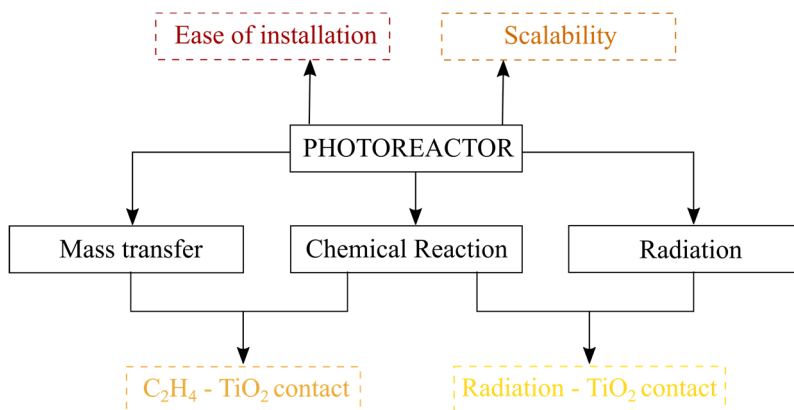 Ease of installation
Scalability
PHOTOREACTOR
Mass transfer
Chemical Reaction
Radiation
C₂H₄ - TiO₂ contact
Radiation - TiO₂ contact